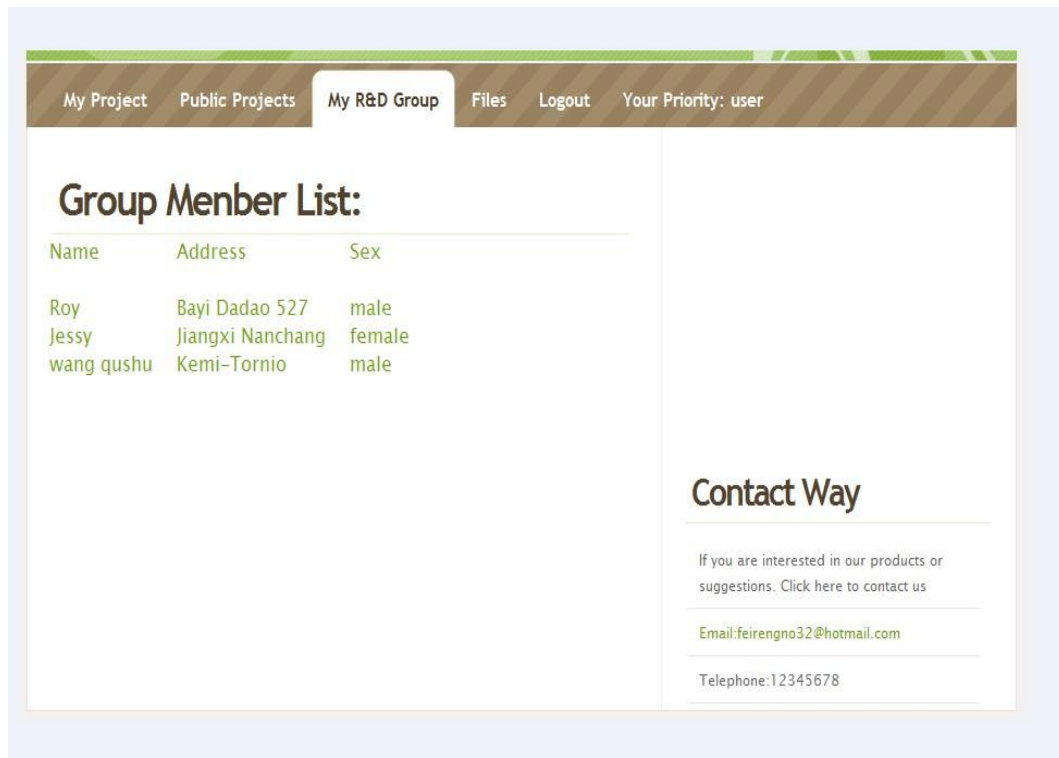 My Project Public Projects My R&D Group Files Logout Your Priority: user
Group Menber List:
Name Address Sex
Roy Bayi Dadao 527 male
Jessy Jiangxi Nanchang female
wang qushu Kemi-Tornio male
Contact Way
If you are interested in our products or
suggestions. Click here to contact us
Email:feirengno32@hotmail.com
Telephone:12345678